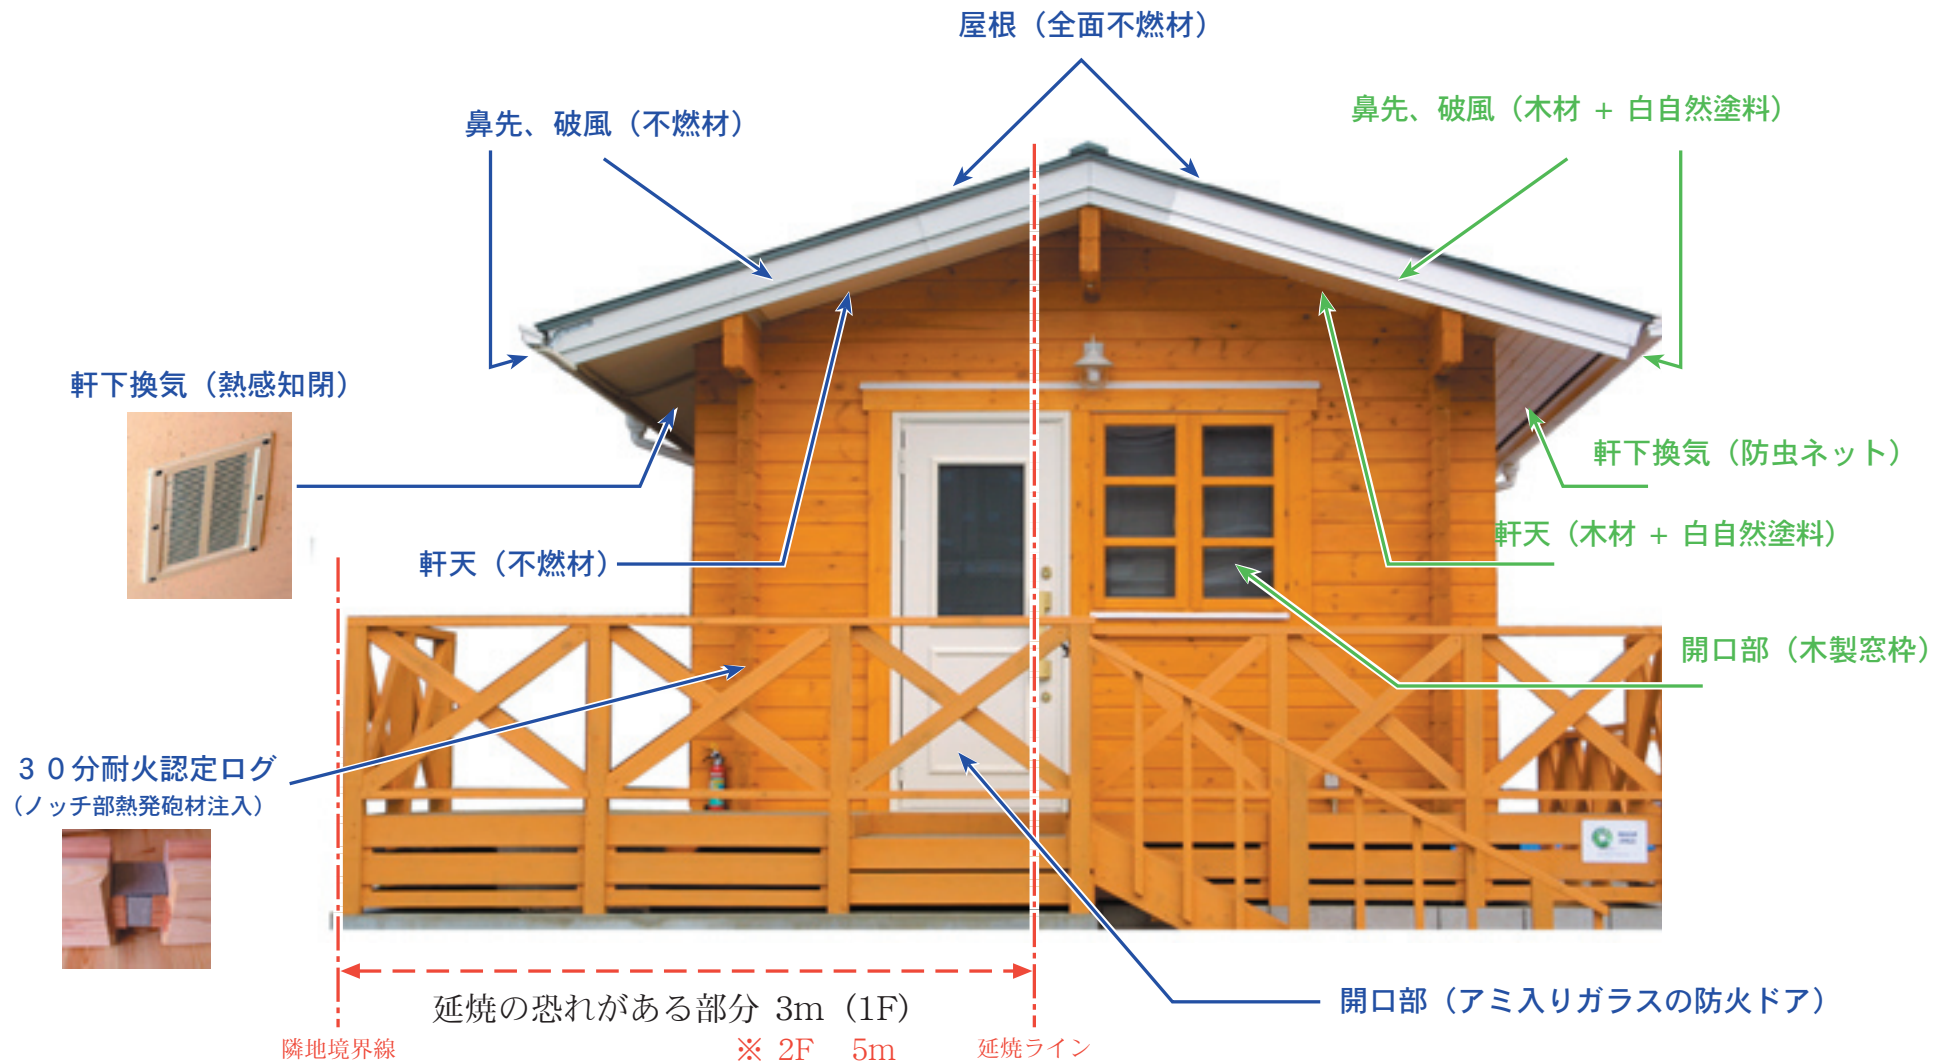 屋根（全面不燃材）
鼻先、破風（不燃材）
鼻先、破風（木材 + 白自然塗料）
軒下換気（熱感知閉）
軒下換気（防虫ネット）
軒天（木材 + 白自然塗料）
軒天（不燃材）
開口部（木製窓枠）
３０分耐火認定ログ
（ノッチ部熱発砲材注入）
開口部（アミ入りガラスの防火ドア）
延焼の恐れがある部分 3m (1F)
※ 2F 5m
隣地境界線
延焼ライン